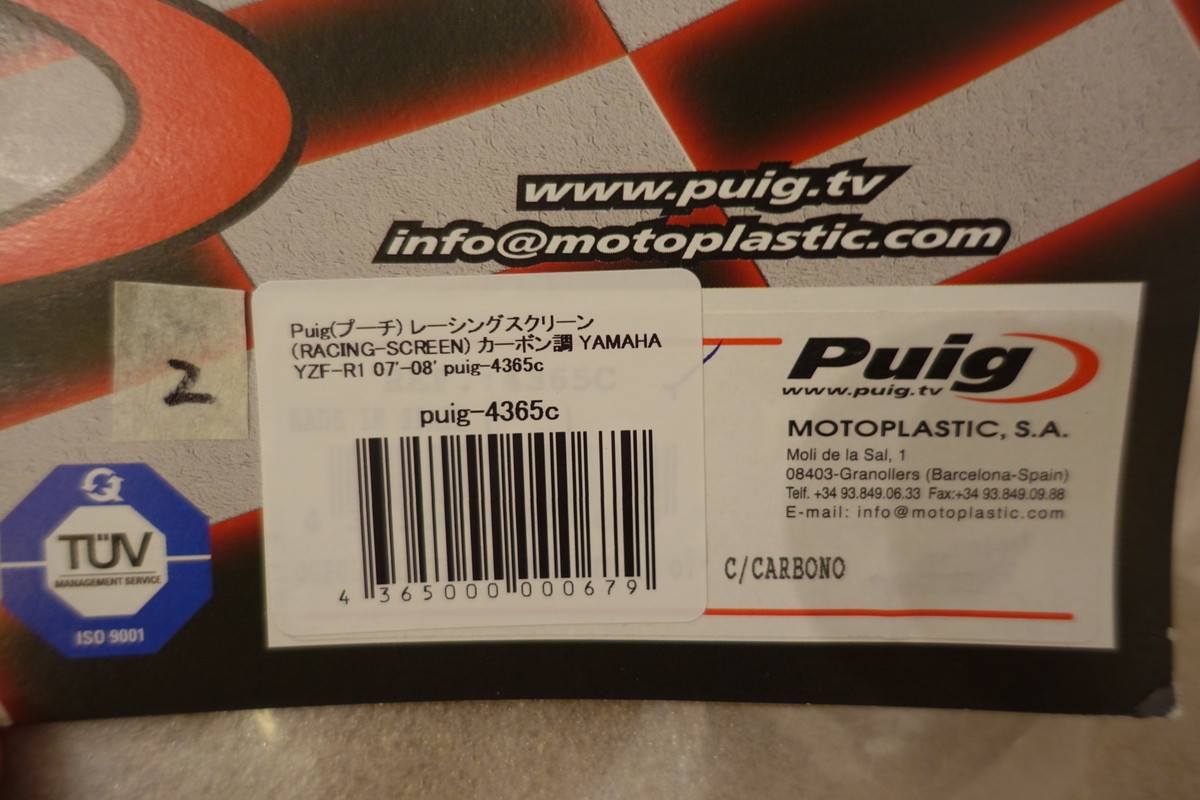 www.puig.tv
info@motoplastic.com
2
Puig(プーチ) レーシングスクリーン
(RACING-SCREEN) カーボン調 YAMAHA
YZF-R1 07'-08' puig-4365c
puig-4365c
4 365000 000679
Puig
www.puig.tv
MOTOPLASTIC, S.A.
Moli de la Sal, 1
08403-Granollers (Barcelona-Spain)
Telf. +34 93.849.06.33 Fax:+34 93.849.09.88
E-mail: info@motoplastic.com
C/CARBONO
TÜV
MANAGEMENT SERVICE
ISO 9001